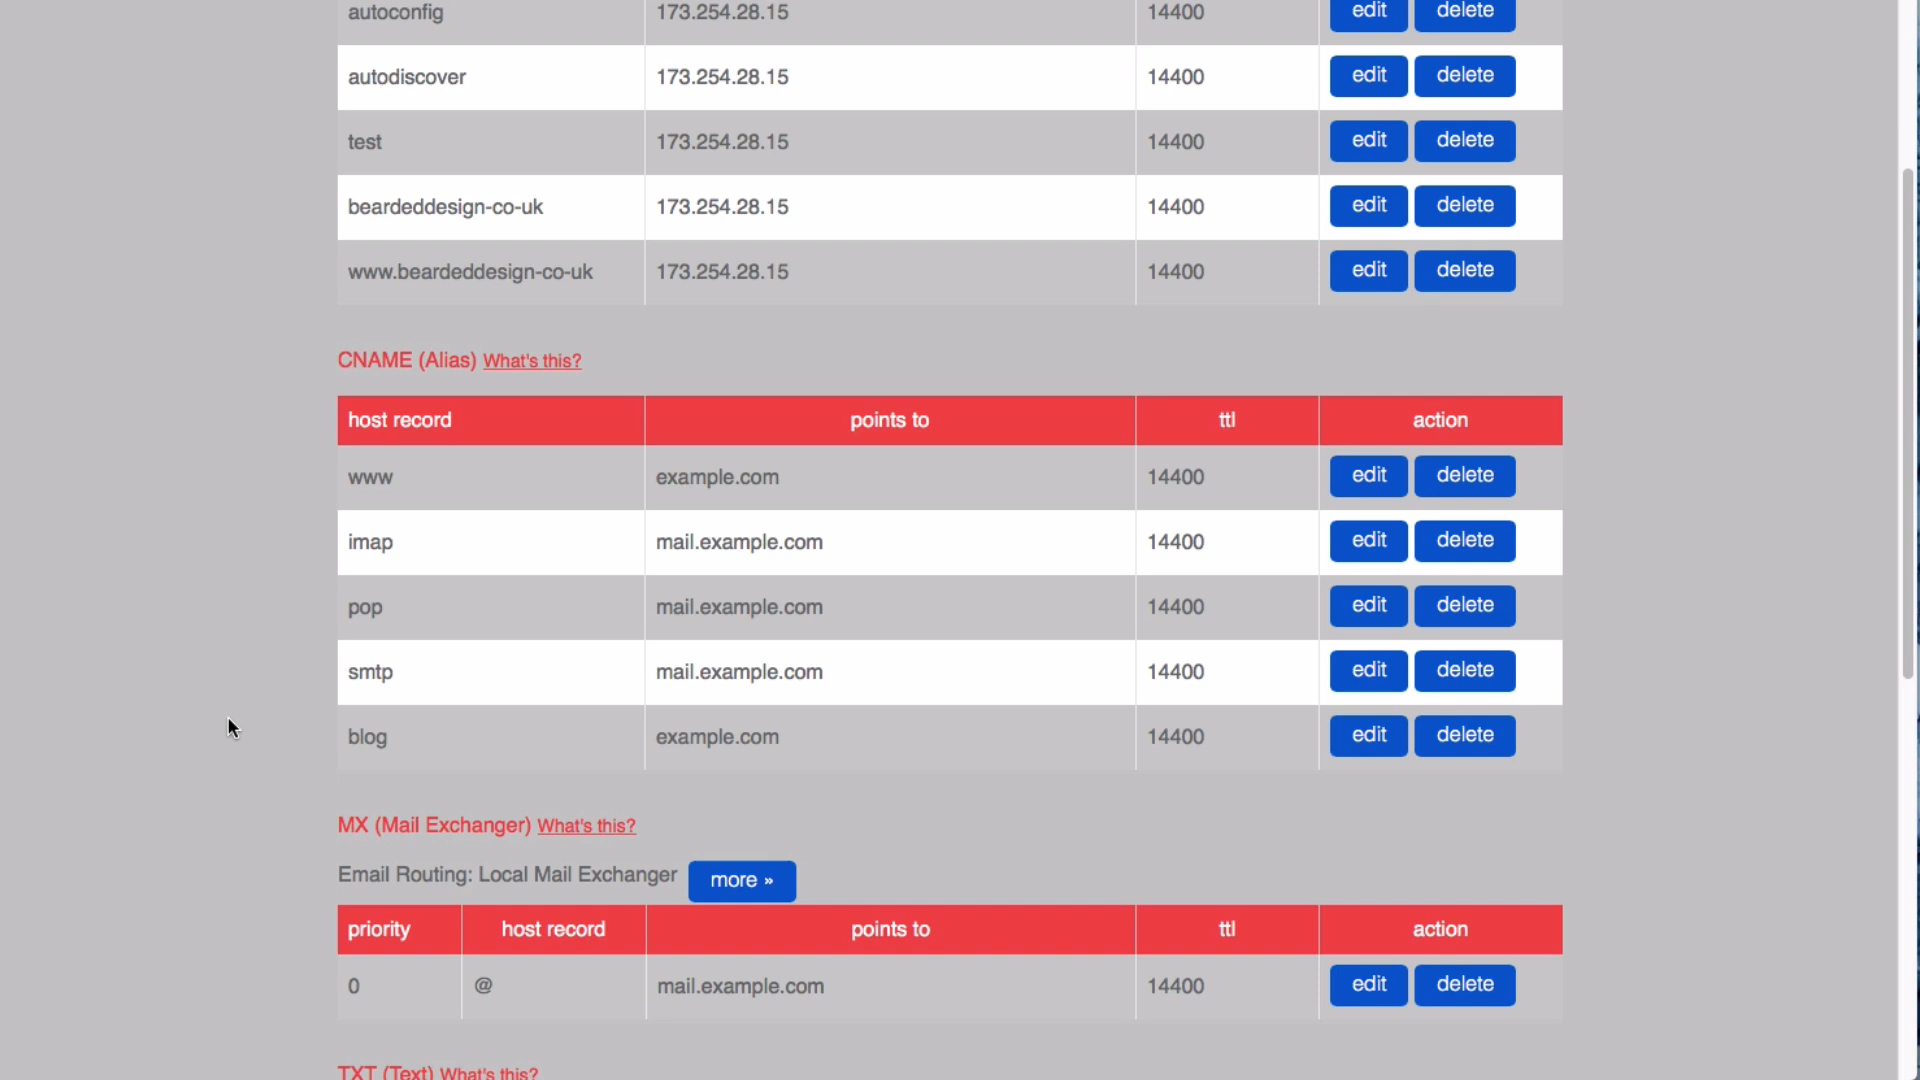 autoconfig 173.254.28.15 14400 edit delete
autodiscover 173.254.28.15 14400 edit delete
test 173.254.28.15 14400 edit delete
beardeddesign-co-uk 173.254.28.15 14400 edit delete
www.beardeddesign-co-uk 173.254.28.15 14400 edit delete
CNAME (Alias) What's this?
host record points to ttl action
www example.com 14400 edit delete
imap mail.example.com 14400 edit delete
pop mail.example.com 14400 edit delete
smtp mail.example.com 14400 edit delete
blog example.com 14400 edit delete
MX (Mail Exchanger) What's this?
Email Routing: Local Mail Exchanger more »
priority host record points to ttl action
0 @ mail.example.com 14400 edit delete
TXT (Text) What's this?